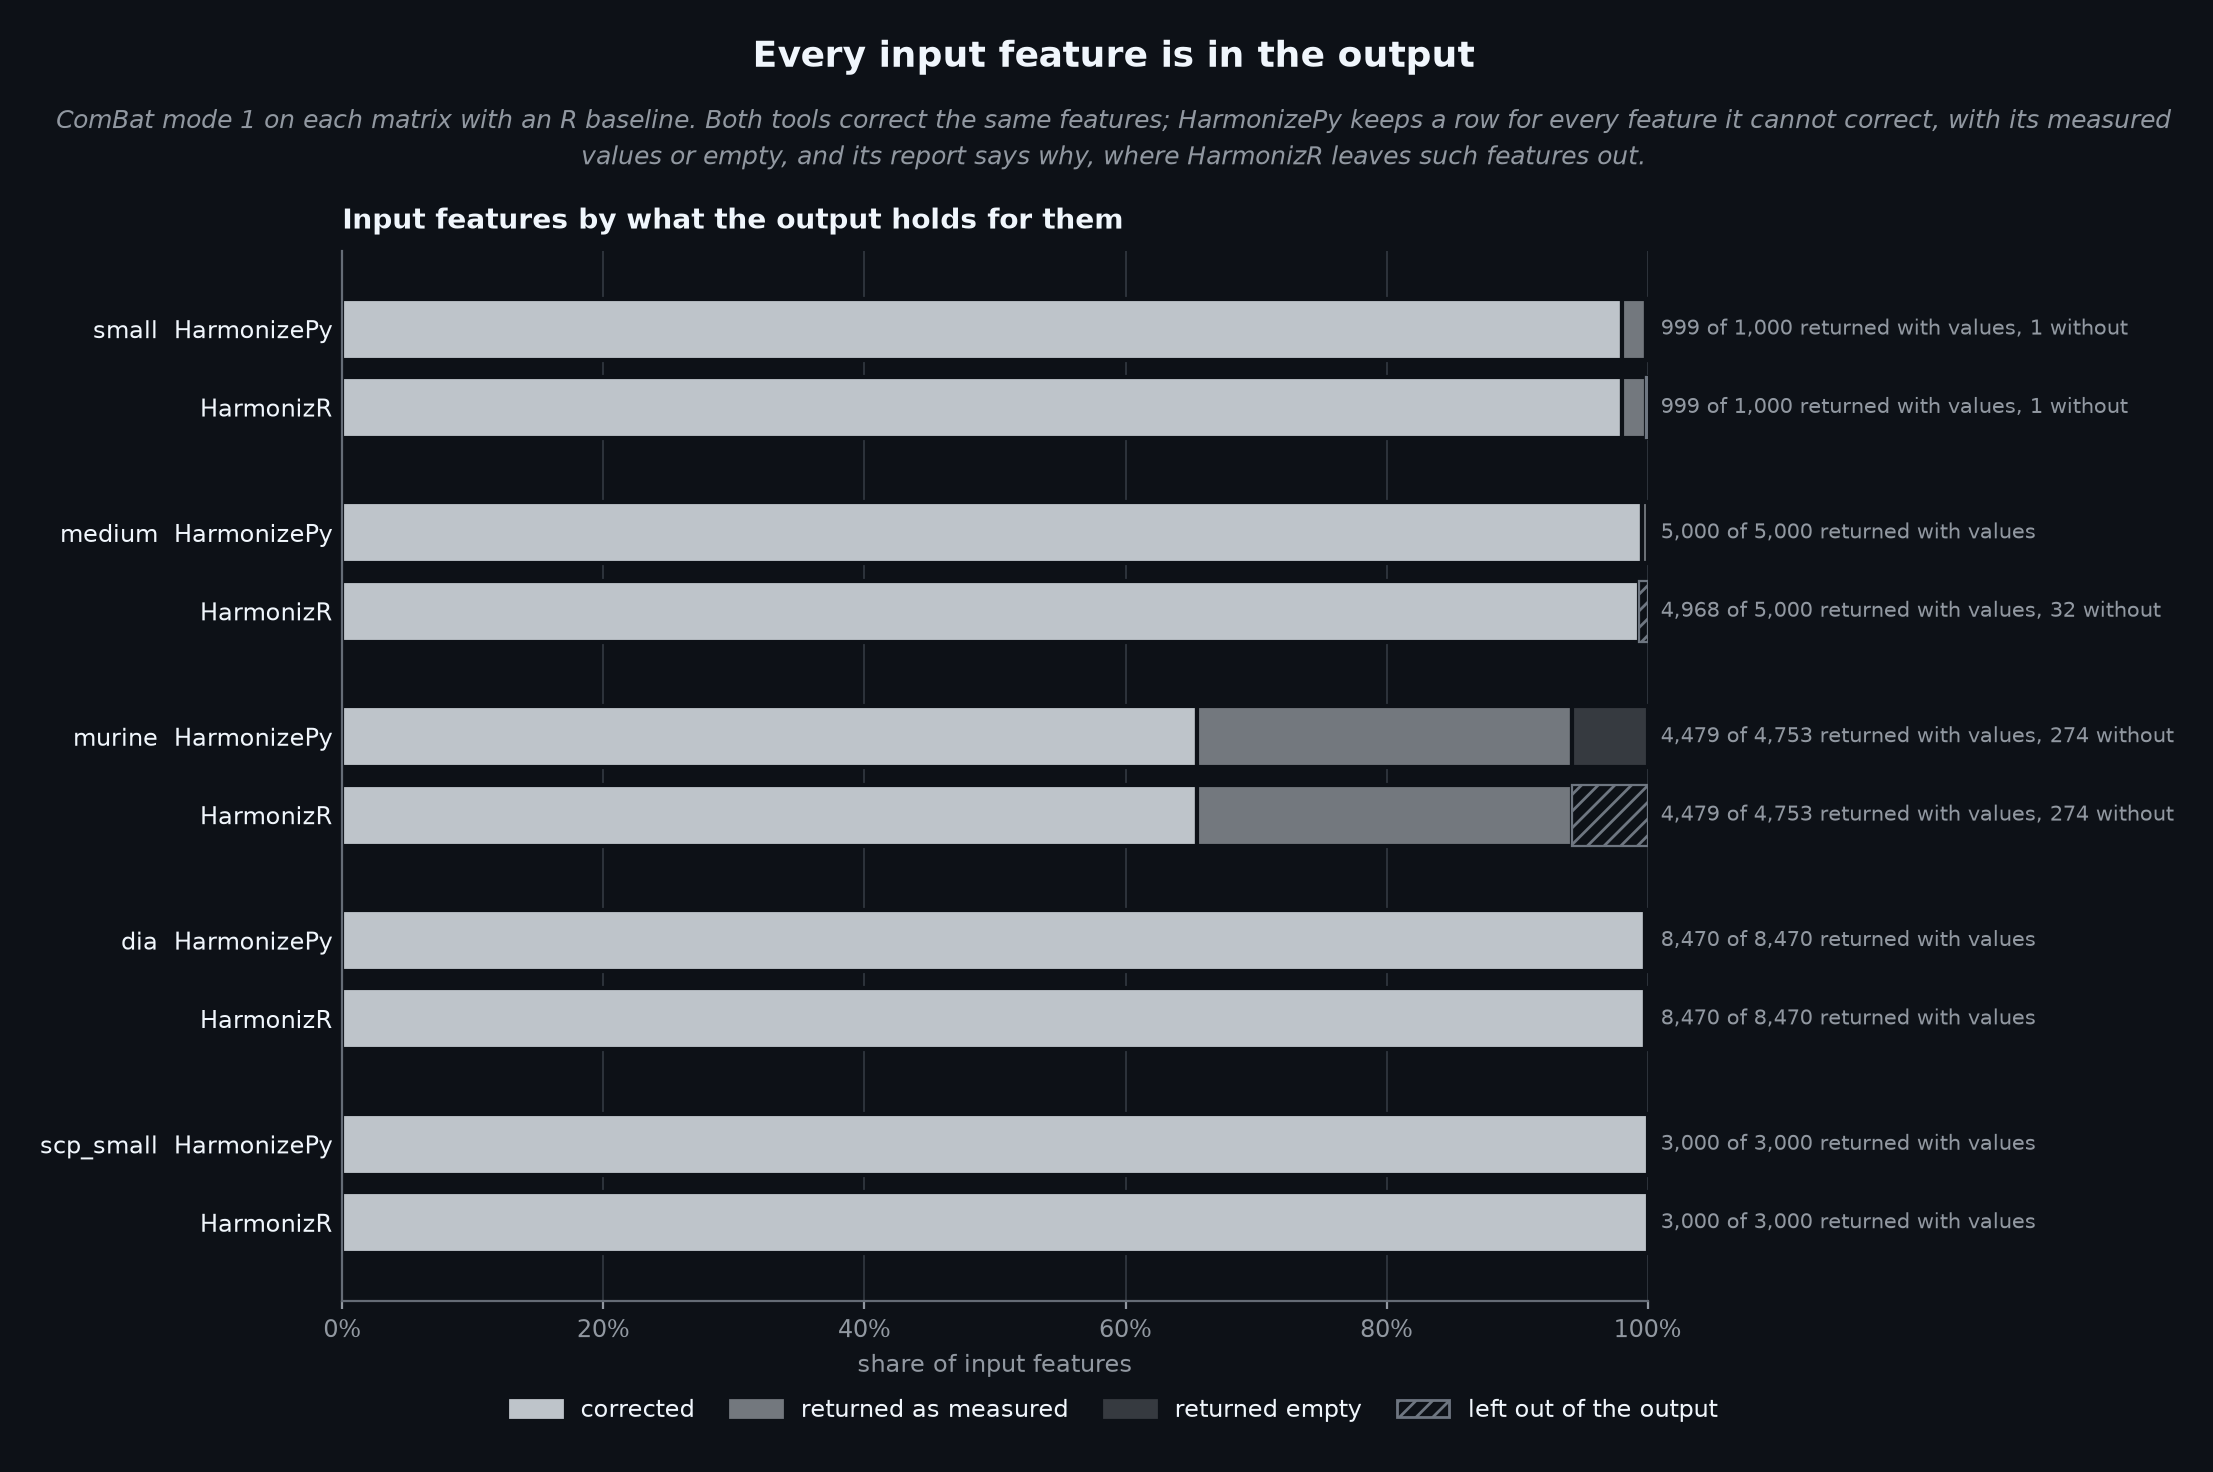 Every input feature is in the output
ComBat mode 1 on each matrix with an R baseline. Both tools correct the same features; HarmonizePy keeps a row for every feature it cannot correct, with its measured
values or empty, and its report says why, where HarmonizR leaves such features out.
Input features by what the output holds for them
small HarmonizePy 999 of 1,000 returned with values, 1 without
HarmonizR 999 of 1,000 returned with values, 1 without
medium HarmonizePy 5,000 of 5,000 returned with values
HarmonizR 4,968 of 5,000 returned with values, 32 without
murine HarmonizePy 4,479 of 4,753 returned with values, 274 without
HarmonizR 4,479 of 4,753 returned with values, 274 without
dia HarmonizePy 8,470 of 8,470 returned with values
HarmonizR 8,470 of 8,470 returned with values
scp_small HarmonizePy 3,000 of 3,000 returned with values
HarmonizR 3,000 of 3,000 returned with values
0% 20% 40% 60% 80% 100%
share of input features
corrected returned as measured returned empty left out of the output